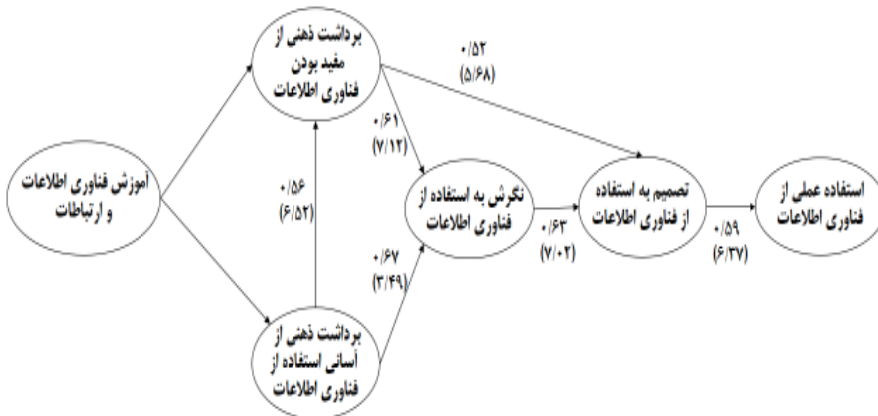 برداشت ذهنی از
مفید بودن
فناوری اطلاعات
۰/۵۲
(۵/۶۸)
۰/۶۱
(۷/۱۲)
آموزش فناوری اطلاعات
و ارتباطات
۰/۵۶
(۶/۵۲)
نگرش به استفاده از
فناوری اطلاعات
تصمیم به استفاده
از فناوری اطلاعات
استفاده عملی از
فناوری اطلاعات
۰/۶۳
(۷/۰۲)
۰/۵۹
(۶/۳۷)
۰/۶۷
(۳/۴۹)
برداشت ذهنی از
آسانی استفاده از
فناوری اطلاعات